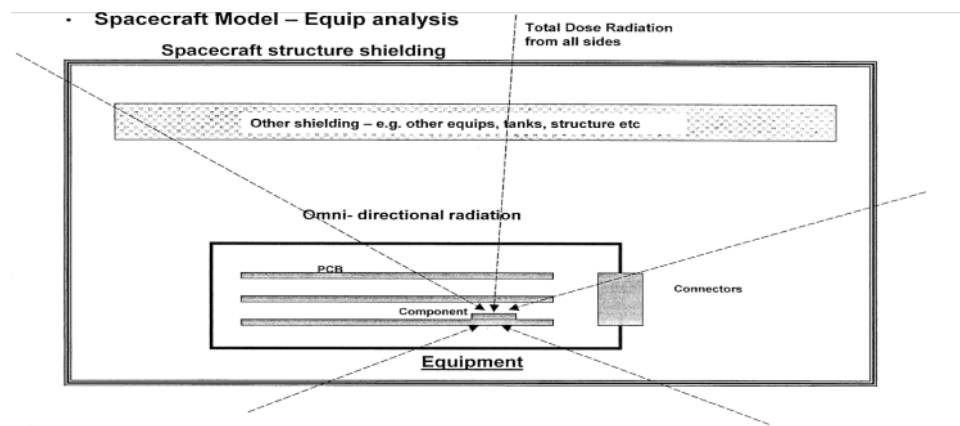 • Spacecraft Model – Equip analysis
Total Dose Radiation
from all sides
Spacecraft structure shielding
Other shielding – e.g. other equips, tanks, structure etc
Omni- directional radiation
PCB
Connectors
Component
Equipment